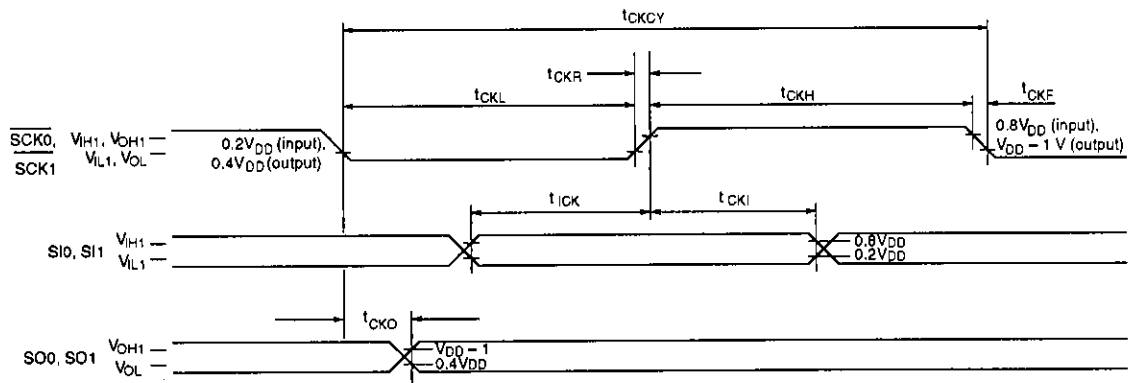 tCKCY
tCKR
tCKL
tCKH
tCKF
SCK0, VIH1, VOH1
SCK1 VIL1, VOL
0.2VDD (input),
0.4VDD (output)
0.8VDD (input),
VDD – 1 V (output)
tICK
tCKI
SI0, SI1
VIH1
VIL1
0.8VDD
0.2VDD
tCKO
SO0, SO1
VOH1
VOL
VDD – 1
0.4VDD